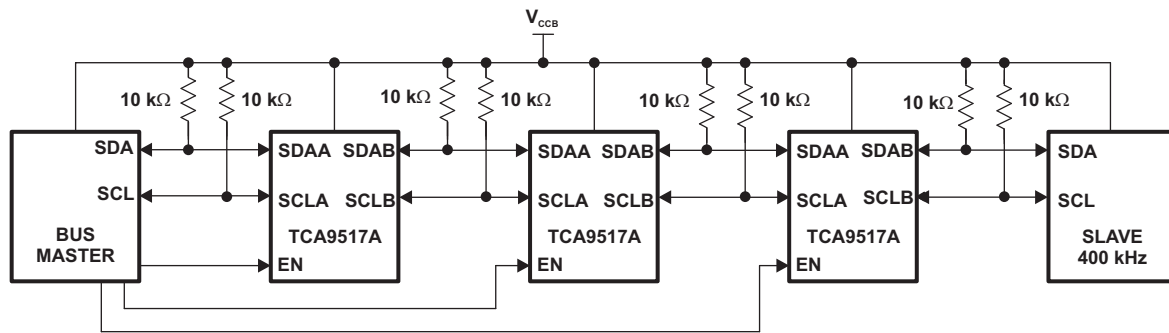 V_CCB
10 kΩ 10 kΩ 10 kΩ 10 kΩ 10 kΩ 10 kΩ 10 kΩ 10 kΩ
SDA SDAA SDAB SDAA SDAB SDAA SDAB SDA
SCL SCLA SCLB SCLA SCLB SCLA SCLB SCL
BUS
MASTER
TCA9517A TCA9517A TCA9517A
SLAVE
400 kHz
EN EN EN